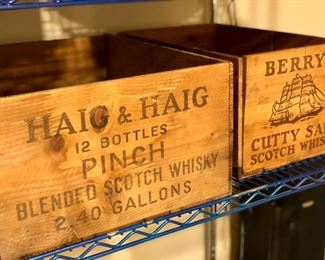 HAIG & HAIG
12 BOTTLES
PINCH
BLENDED SCOTCH WHISKY
2.40 GALLONS
BERRY
CUTTY SA
SCOTCH WHIS